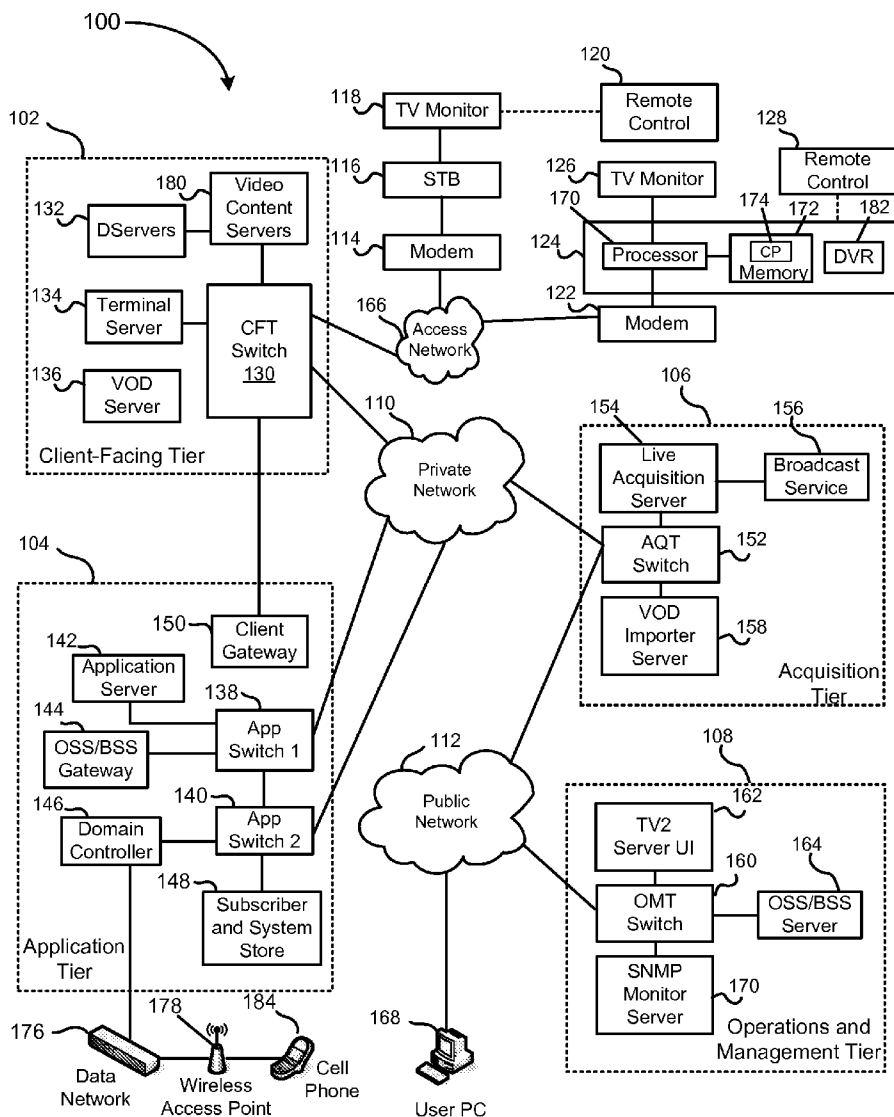 100
120
118
TV Monitor
Remote
Control
102
128
116
STB
126
TV Monitor
Remote
Control
180
Video
Content
Servers
132
DServers
170
174
172
182
114
Modem
124
Processor
CP
Memory
DVR
134
Terminal
Server
CFT
Switch
130
166
Access
Network
122
Modem
136
VOD
Server
Client-Facing Tier
110
Private
Network
106
154
156
Live
Acquisition
Server
Broadcast
Service
AQT
Switch
152
VOD
Importer
Server
158
Acquisition
Tier
104
150
Client
Gateway
142
Application
Server
138
App
Switch 1
144
OSS/BSS
Gateway
140
App
Switch 2
146
Domain
Controller
148
Subscriber
and System
Store
Application
Tier
112
Public
Network
108
162
TV2
Server UI
160
164
OMT
Switch
OSS/BSS
Server
SNMP
Monitor
Server
170
Operations and
Management Tier
176
178
184
168
Data
Network
Wireless
Access Point
Cell
Phone
User PC